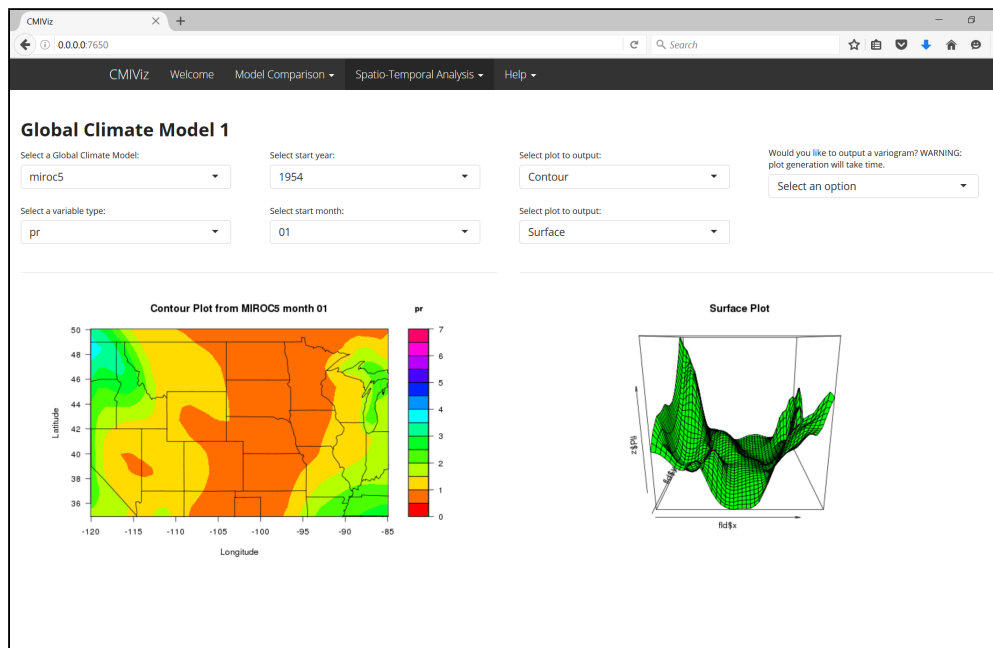 CMIViz
0.0.0.0:7650
Search
CMIViz Welcome Model Comparison Spatio-Temporal Analysis Help
Global Climate Model 1
Select a Global Climate Model:
miroc5
Select start year:
1954
Select plot to output:
Contour
Would you like to output a variogram? WARNING:
plot generation will take time.
Select an option
Select a variable type:
pr
Select start month:
01
Select plot to output:
Surface
Contour Plot from MIROC5 month 01
pr
50
48
46
44
42
40
38
36
Latitude
-120 -115 -110 -105 -100 -95 -90 -85
Longitude
7
6
5
4
3
2
1
0
Surface Plot
fld$x